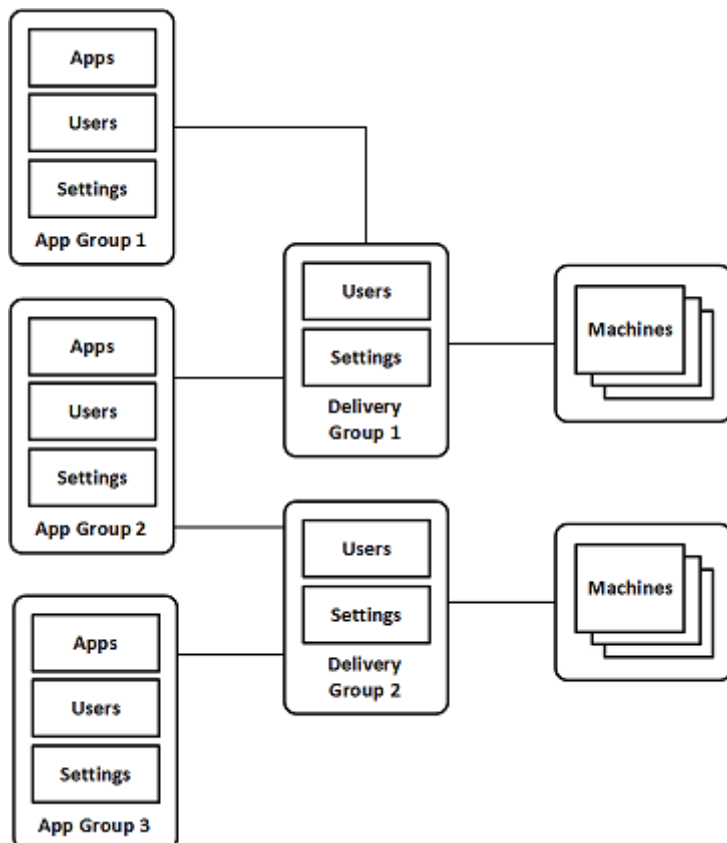 Apps
Users
Settings
App Group 1
Apps
Users
Settings
App Group 2
Apps
Users
Settings
App Group 3
Users
Settings
Delivery
Group 1
Users
Settings
Delivery
Group 2
Machines
Machines